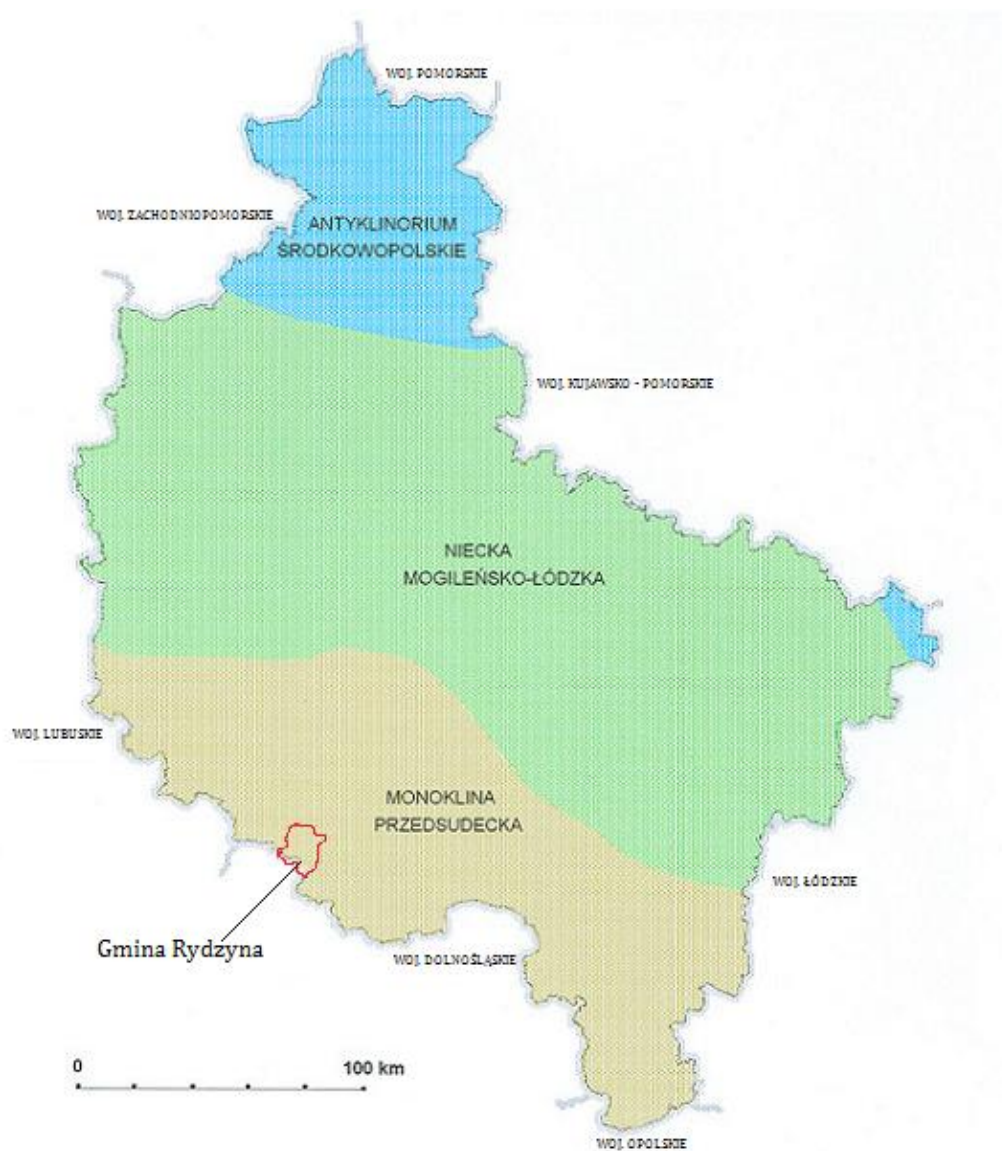 WOJ. POMORSKIE
WOJ. ZACHODNIOPOMORSKIE
ANTYKLINORIUM
ŚRODKOWOPOLSKIE
WOJ. KUJAWSKO - POMORSKIE
NIECKA
MOGILEŃSKO-ŁÓDZKA
WOJ. LUBUSKIE
MONOKLINA
PRZEDSUDECKA
WOJ. ŁÓDZKIE
Gmina Rydzyna
WOJ. DOLNOŚLĄSKIE
0 100 km
WOJ. OPOLSKIE